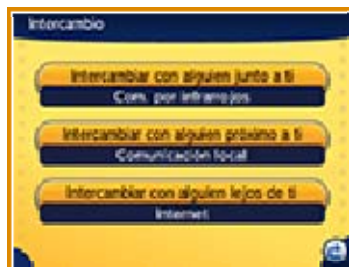 Intercambio
Intercambiar con alguien junto a ti
Com. por infrarrojos
Intercambiar con alguien próximo a ti
Comunicación local
Intercambiar con alguien lejos de ti
Internet